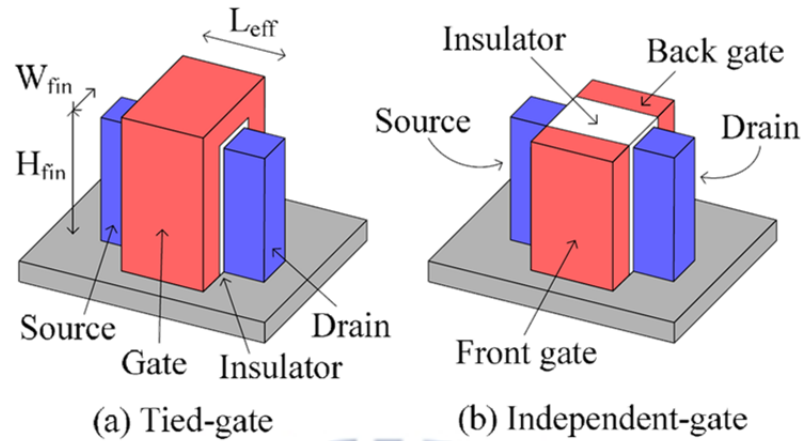 L_eff
W_fin
H_fin
Source
Gate
Insulator
Drain
(a) Tied-gate
Insulator
Back gate
Source
Drain
Front gate
(b) Independent-gate